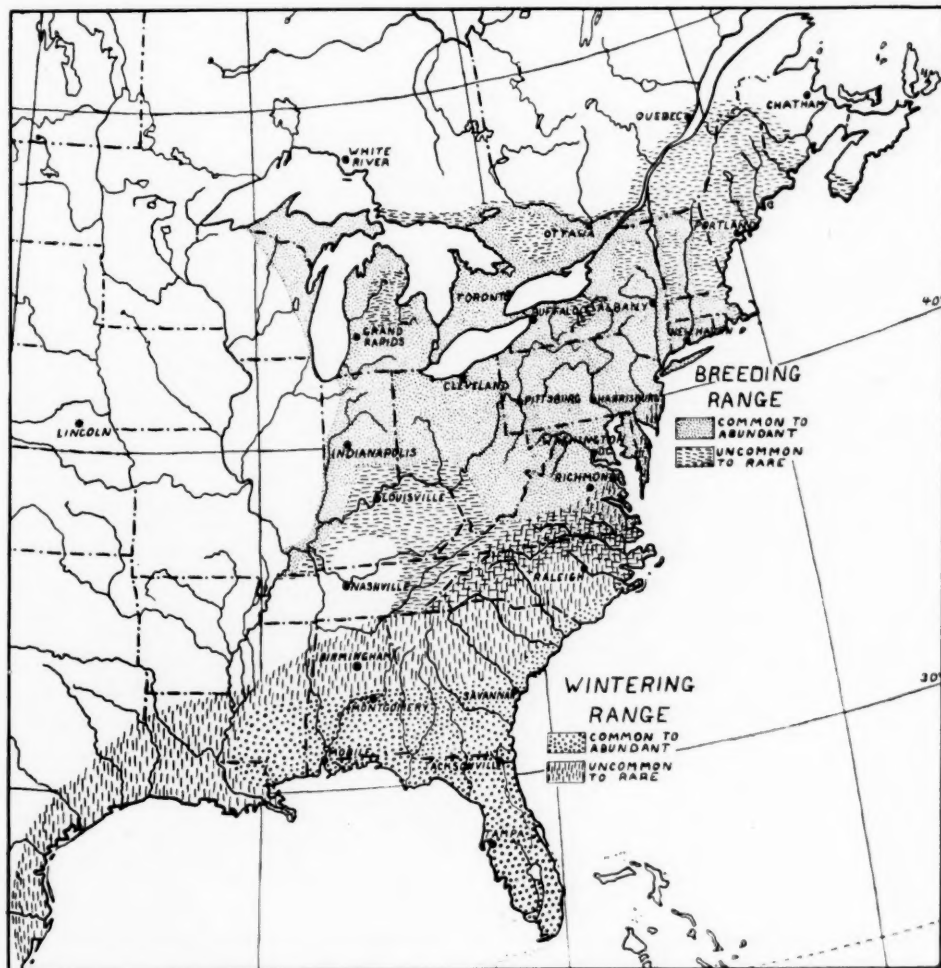 QUEBEC
CHATHAM
WHITE
RIVER
OTTAWA
PORTLAND
TORONTO
BUFFALO
ALBANY
40°
NEW HAVEN
GRAND
RAPIDS
BREEDING
RANGE
COMMON TO
ABUNDANT
UNCOMMON
TO RARE
CLEVELAND
PITTSBURG
HARRISBURG
LINCOLN
INDIANAPOLIS
WASHINGTON
D.C.
RICHMOND
LOUISVILLE
NASHVILLE
RALEIGH
BIRMINGHAM
30°
WINTERING
RANGE
COMMON TO
ABUNDANT
UNCOMMON
TO RARE
MONTGOMERY
SAVANNAH
MOBILE
JACKSONVILLE
TAMPA